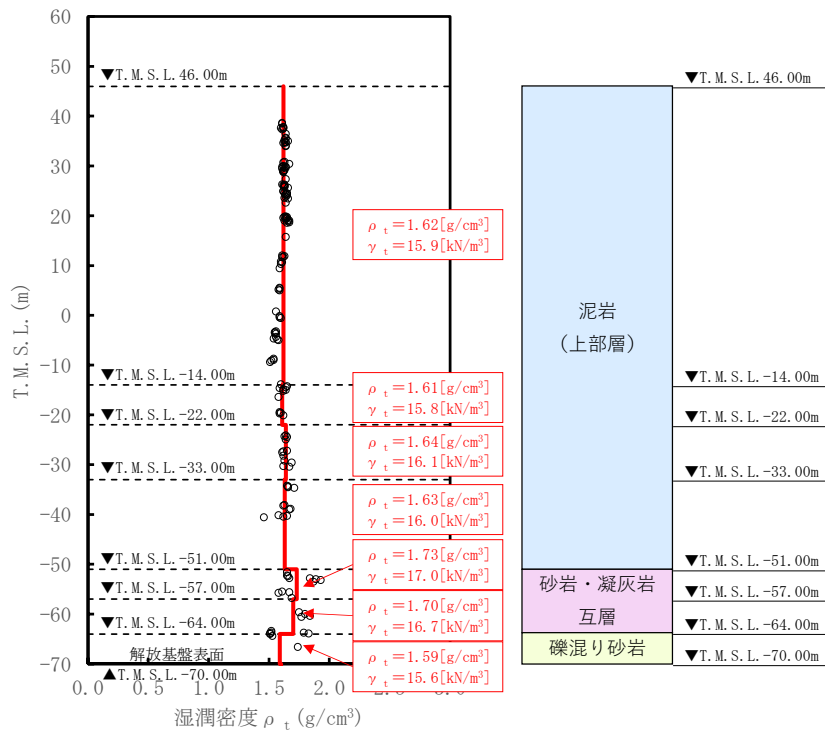 60
50
▼T.M.S.L.46.00m
40
30
20
ρt=1.62[g/cm³]
γt=15.9[kN/m³]
10
0
T.M.S.L.(m)
-10
▼T.M.S.L.-14.00m
-20
▼T.M.S.L.-22.00m
ρt=1.61[g/cm³]
γt=15.8[kN/m³]
ρt=1.64[g/cm³]
γt=16.1[kN/m³]
-30
▼T.M.S.L.-33.00m
-40
ρt=1.63[g/cm³]
γt=16.0[kN/m³]
-50
▼T.M.S.L.-51.00m
ρt=1.73[g/cm³]
γt=17.0[kN/m³]
▼T.M.S.L.-57.00m
-60
ρt=1.70[g/cm³]
γt=16.7[kN/m³]
▼T.M.S.L.-64.00m
ρt=1.59[g/cm³]
γt=15.6[kN/m³]
解放基盤表面
-70
▲T.M.S.L.-70.00m
0.0 0.5 1.0 1.5 2.0
湿潤密度ρt(g/cm³)
▼T.M.S.L.46.00m
泥岩
(上部層)
▼T.M.S.L.-14.00m
▼T.M.S.L.-22.00m
▼T.M.S.L.-33.00m
▼T.M.S.L.-51.00m
砂岩・凝灰岩
互層
▼T.M.S.L.-57.00m
▼T.M.S.L.-64.00m
礫混り砂岩
▼T.M.S.L.-70.00m